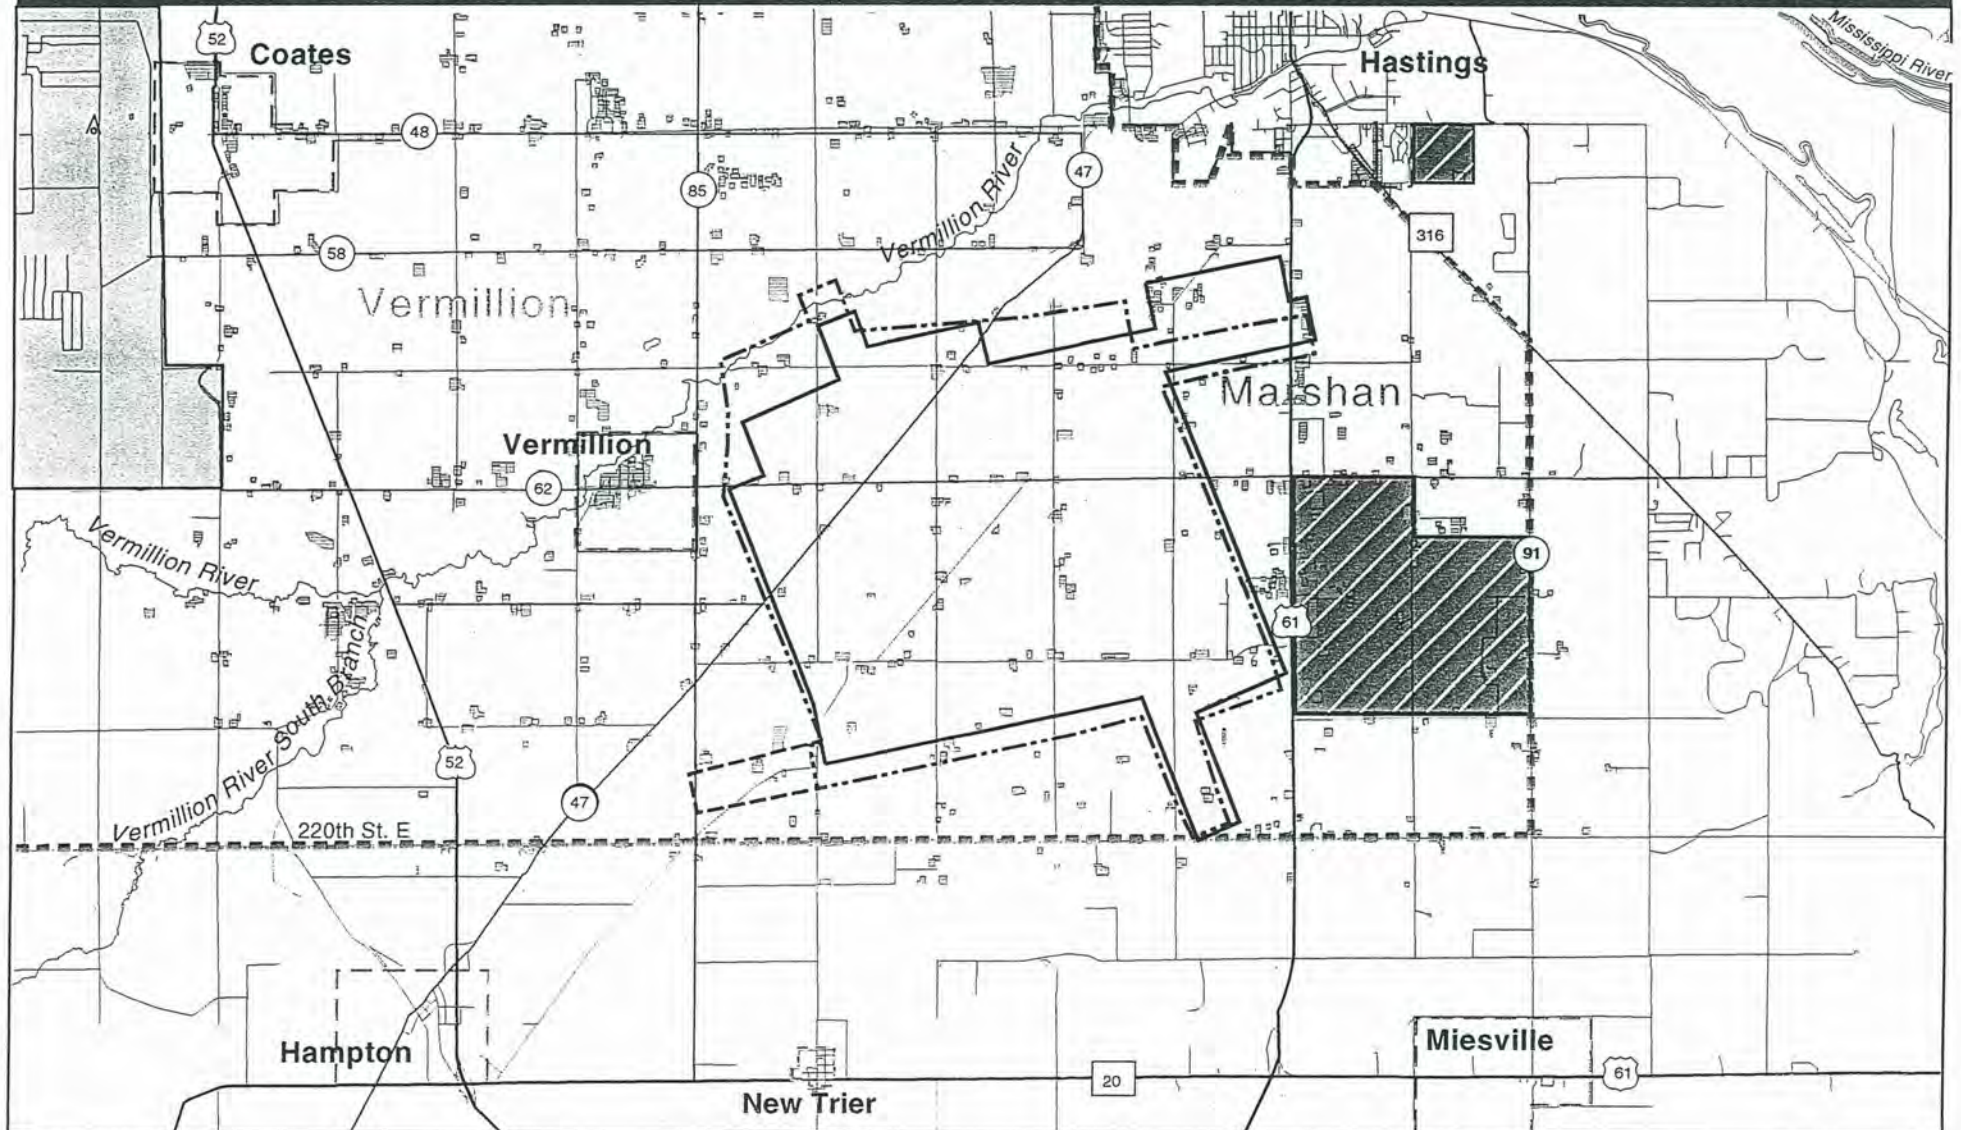 52
Coates
Hastings
Mississippi River
48
47
85
Vermillion River
316
58
Vermillion
Marshan
Vermillion
62
Vermillion River
91
61
Vermillion River South Branch
52
47
220th St. E
Hampton
Miesville
20
61
New Trier